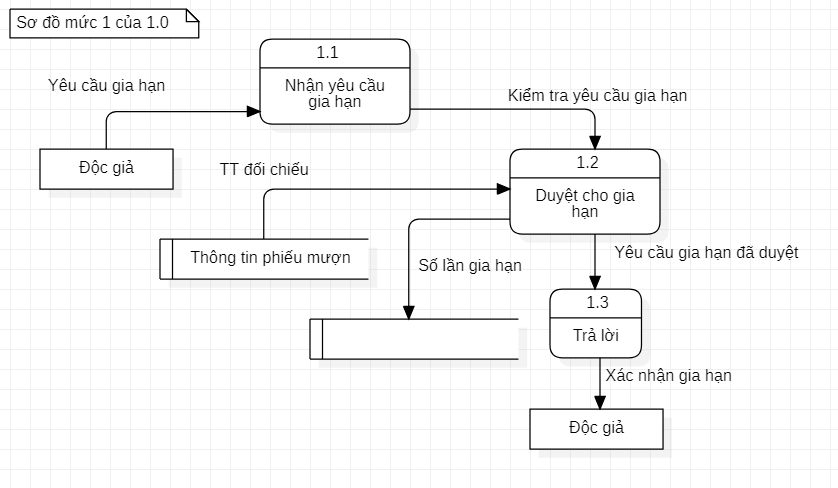 Sơ đồ mức 1 của 1.0
1.1
Yêu cầu gia hạn
Nhận yêu cầu
gia hạn
Kiểm tra yêu cầu gia hạn
Độc giả
TT đối chiếu
1.2
Duyệt cho gia
hạn
Thông tin phiếu mượn
Số lần gia hạn
Yêu cầu gia hạn đã duyệt
1.3
Trả lời
Xác nhận gia hạn
Độc giả